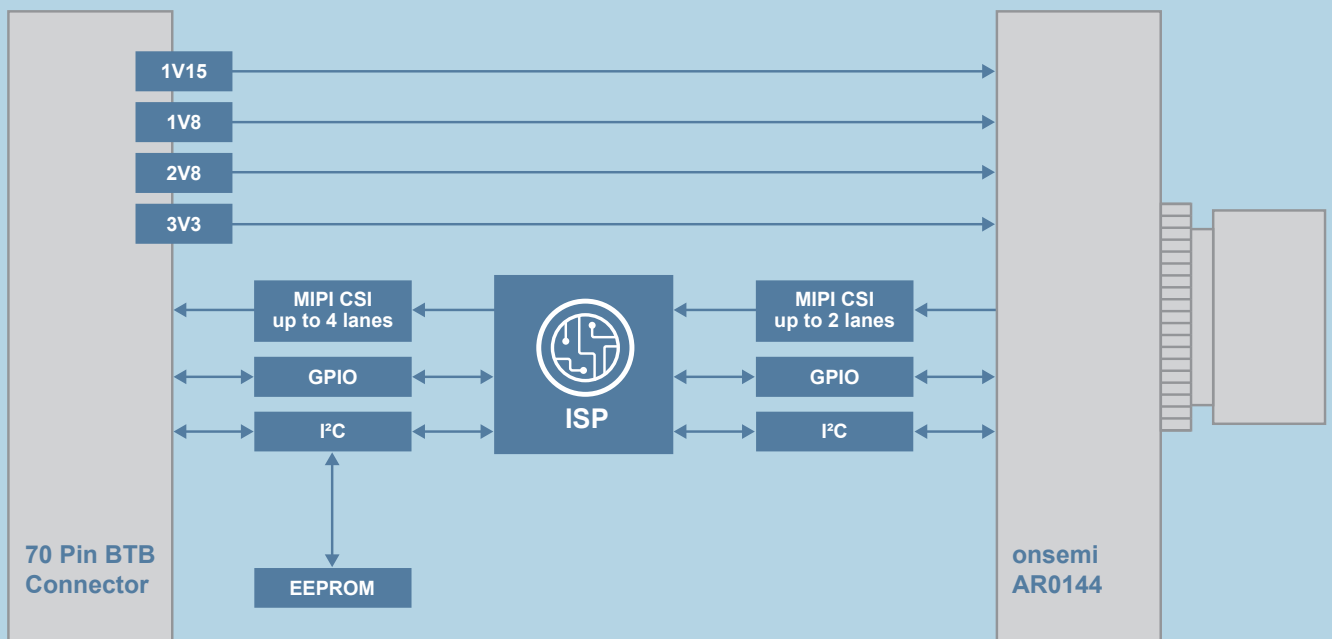 1V15
1V8
2V8
3V3
MIPI CSI
up to 4 lanes
GPIO
I²C
EEPROM
ISP
MIPI CSI
up to 2 lanes
GPIO
I²C
70 Pin BTB
Connector
onsemi
AR0144